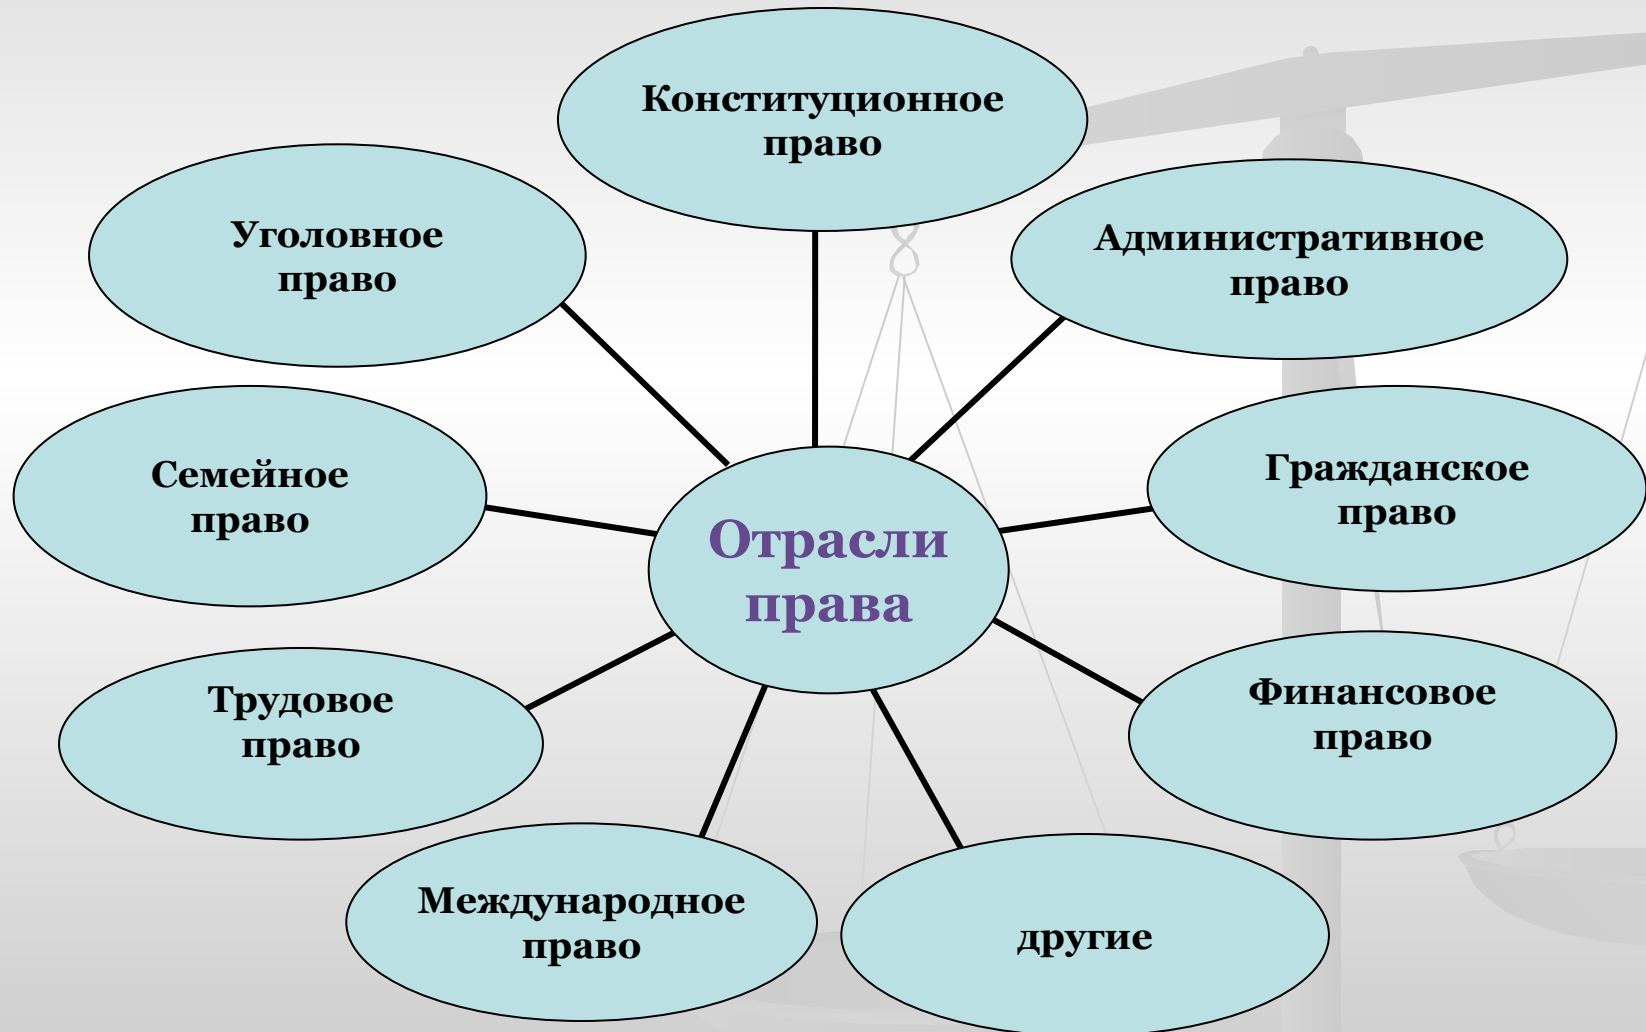 Конституционное
право
Уголовное
право
Административное
право
Семейное
право
Гражданское
право
Отрасли
права
Трудовое
право
Финансовое
право
Международное
право
другие